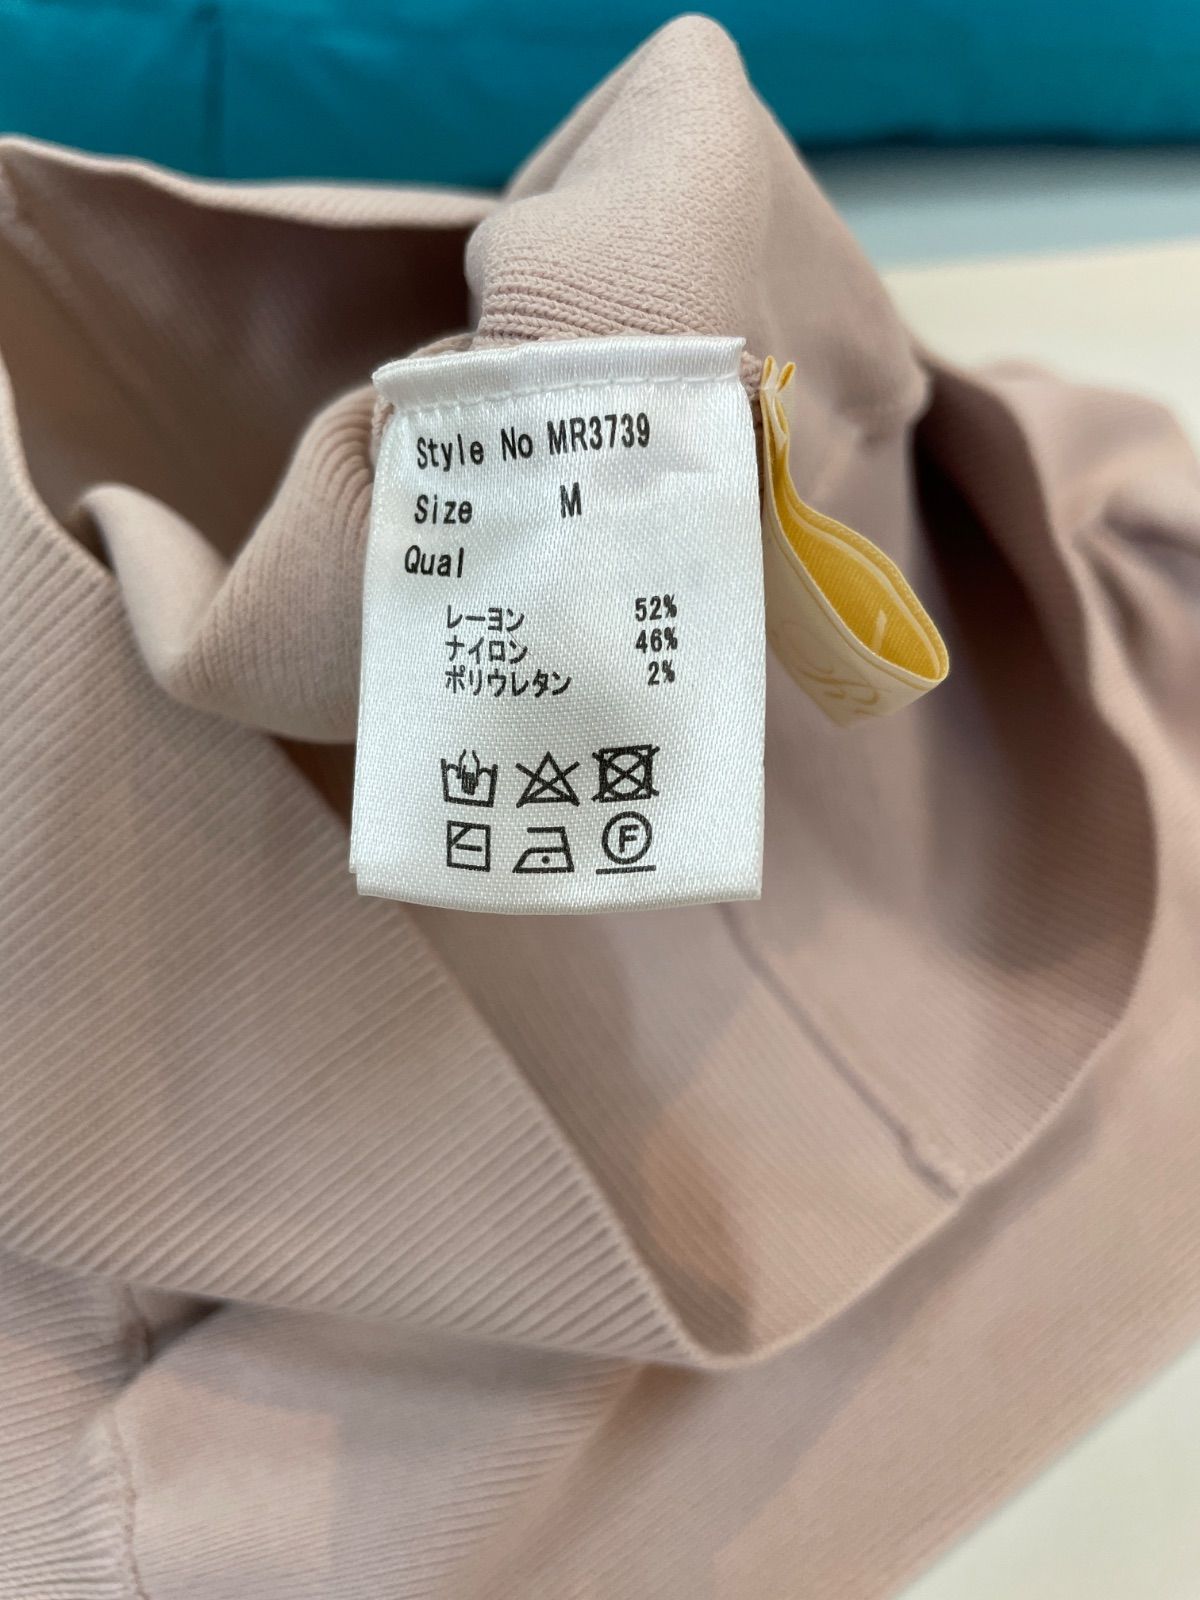 Style No MR3739
Size M
Qual
レーヨン 52%
ナイロン 46%
ポリウレタン 2%
F